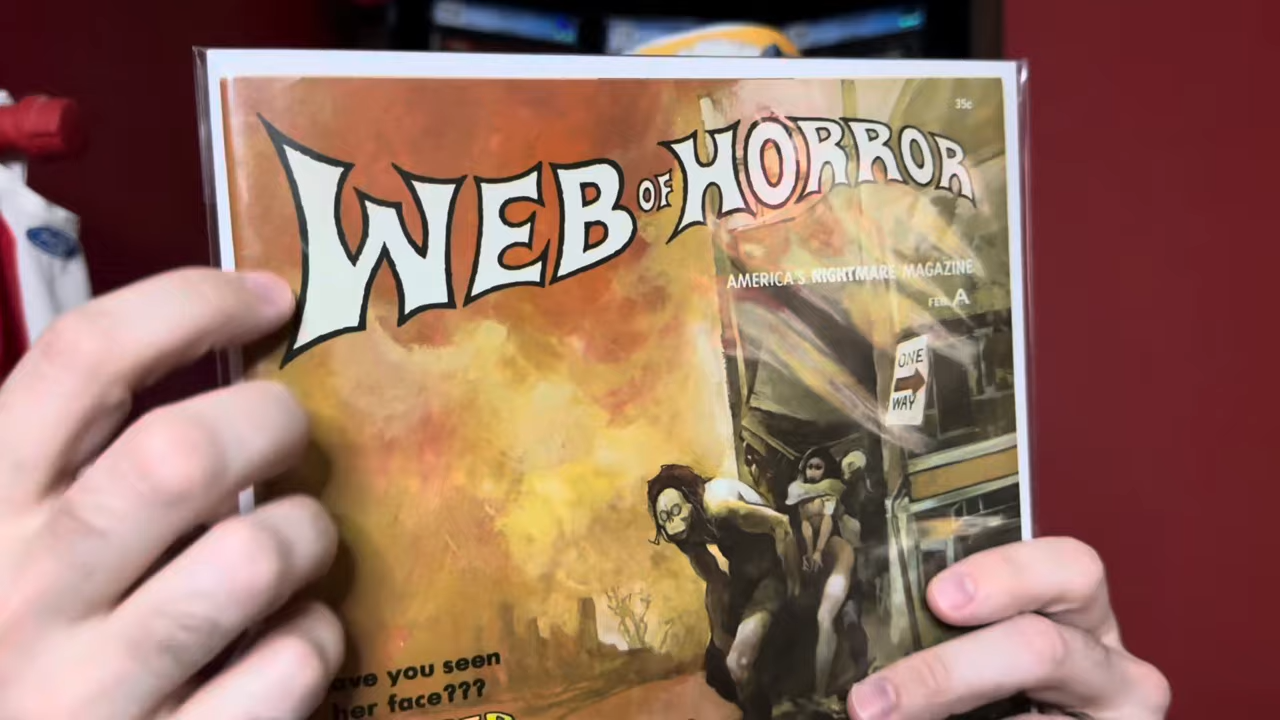 35¢
WEB OF HORROR
AMERICA'S NIGHTMARE MAGAZINE
FEB. A
ONE
WAY
ave you seen
her face???